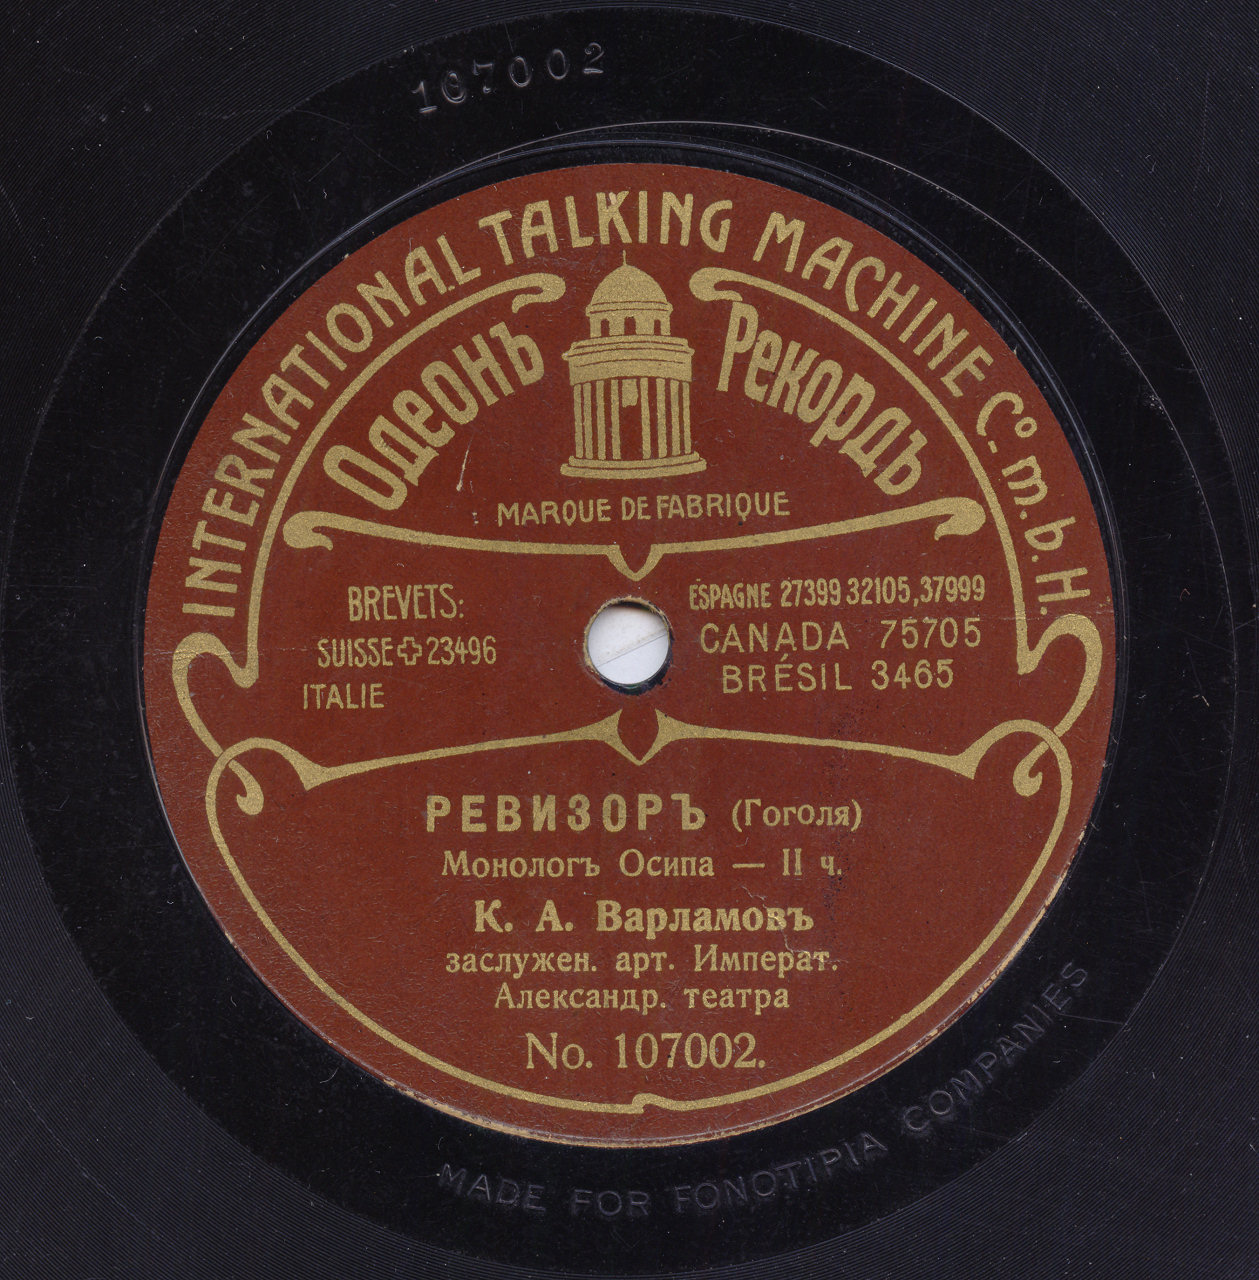 107002
INTERNATIONAL TALKING MACHINE Co. m.b.H.
Одеонъ Рекордъ
MARQUE DE FABRIQUE
BREVETS:
SUISSE 23496
ITALIE
ESPAGNE 27399 32105,37999
CANADA 75705
BRÉSIL 3465
РЕВИЗОРЪ (Гоголя)
Монологъ Осипа — II ч.
К. А. Варламовъ
заслужен. арт. Императ.
Александр. театра
No. 107002.
MADE FOR FONOTIPIA COMPANIES